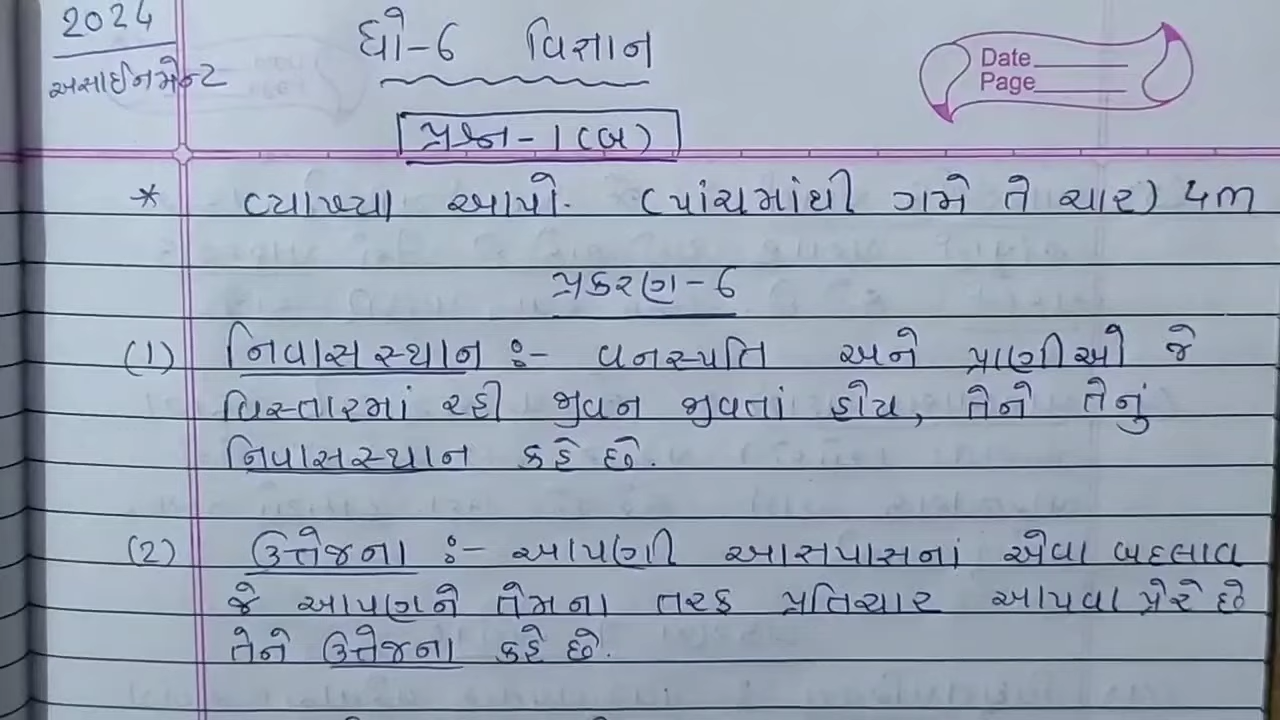 2024
અસાઈનમેન્ટ
ધો-6 વિજ્ઞાન
Date
Page
પ્રશ્ન-1(બ)
* વ્યાખ્યા આપો. (પાંચમાંથી ગમે તે ચાર) 4m
પ્રકરણ-6
(1) નિવાસસ્થાન :- વનસ્પતિ અને પ્રાણીઓ જે
વિસ્તારમાં રહી જીવન જીવતાં હોય, તેને તેનું
નિવાસસ્થાન કહે છે.
(2) ઉત્તેજના :- આપણી આસપાસનાં એવા બદલાવ
જે આપણને તેમના તરફ પ્રતિચાર આપવા પ્રેરે છે
તેને ઉત્તેજના કહે છે.